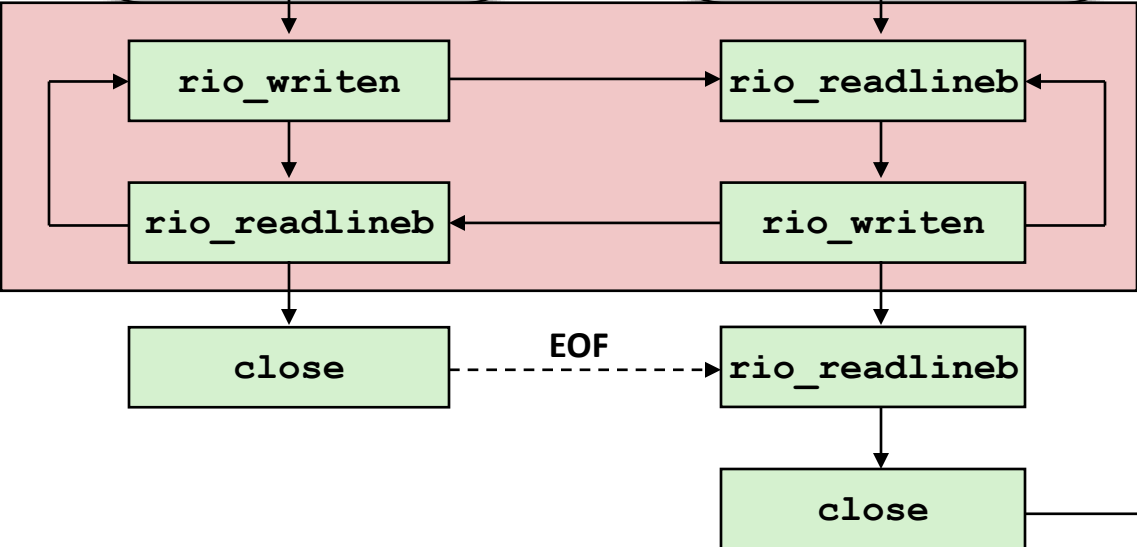 rio_writen
rio_readlineb
rio_readlineb
rio_writen
close
EOF
rio_readlineb
close